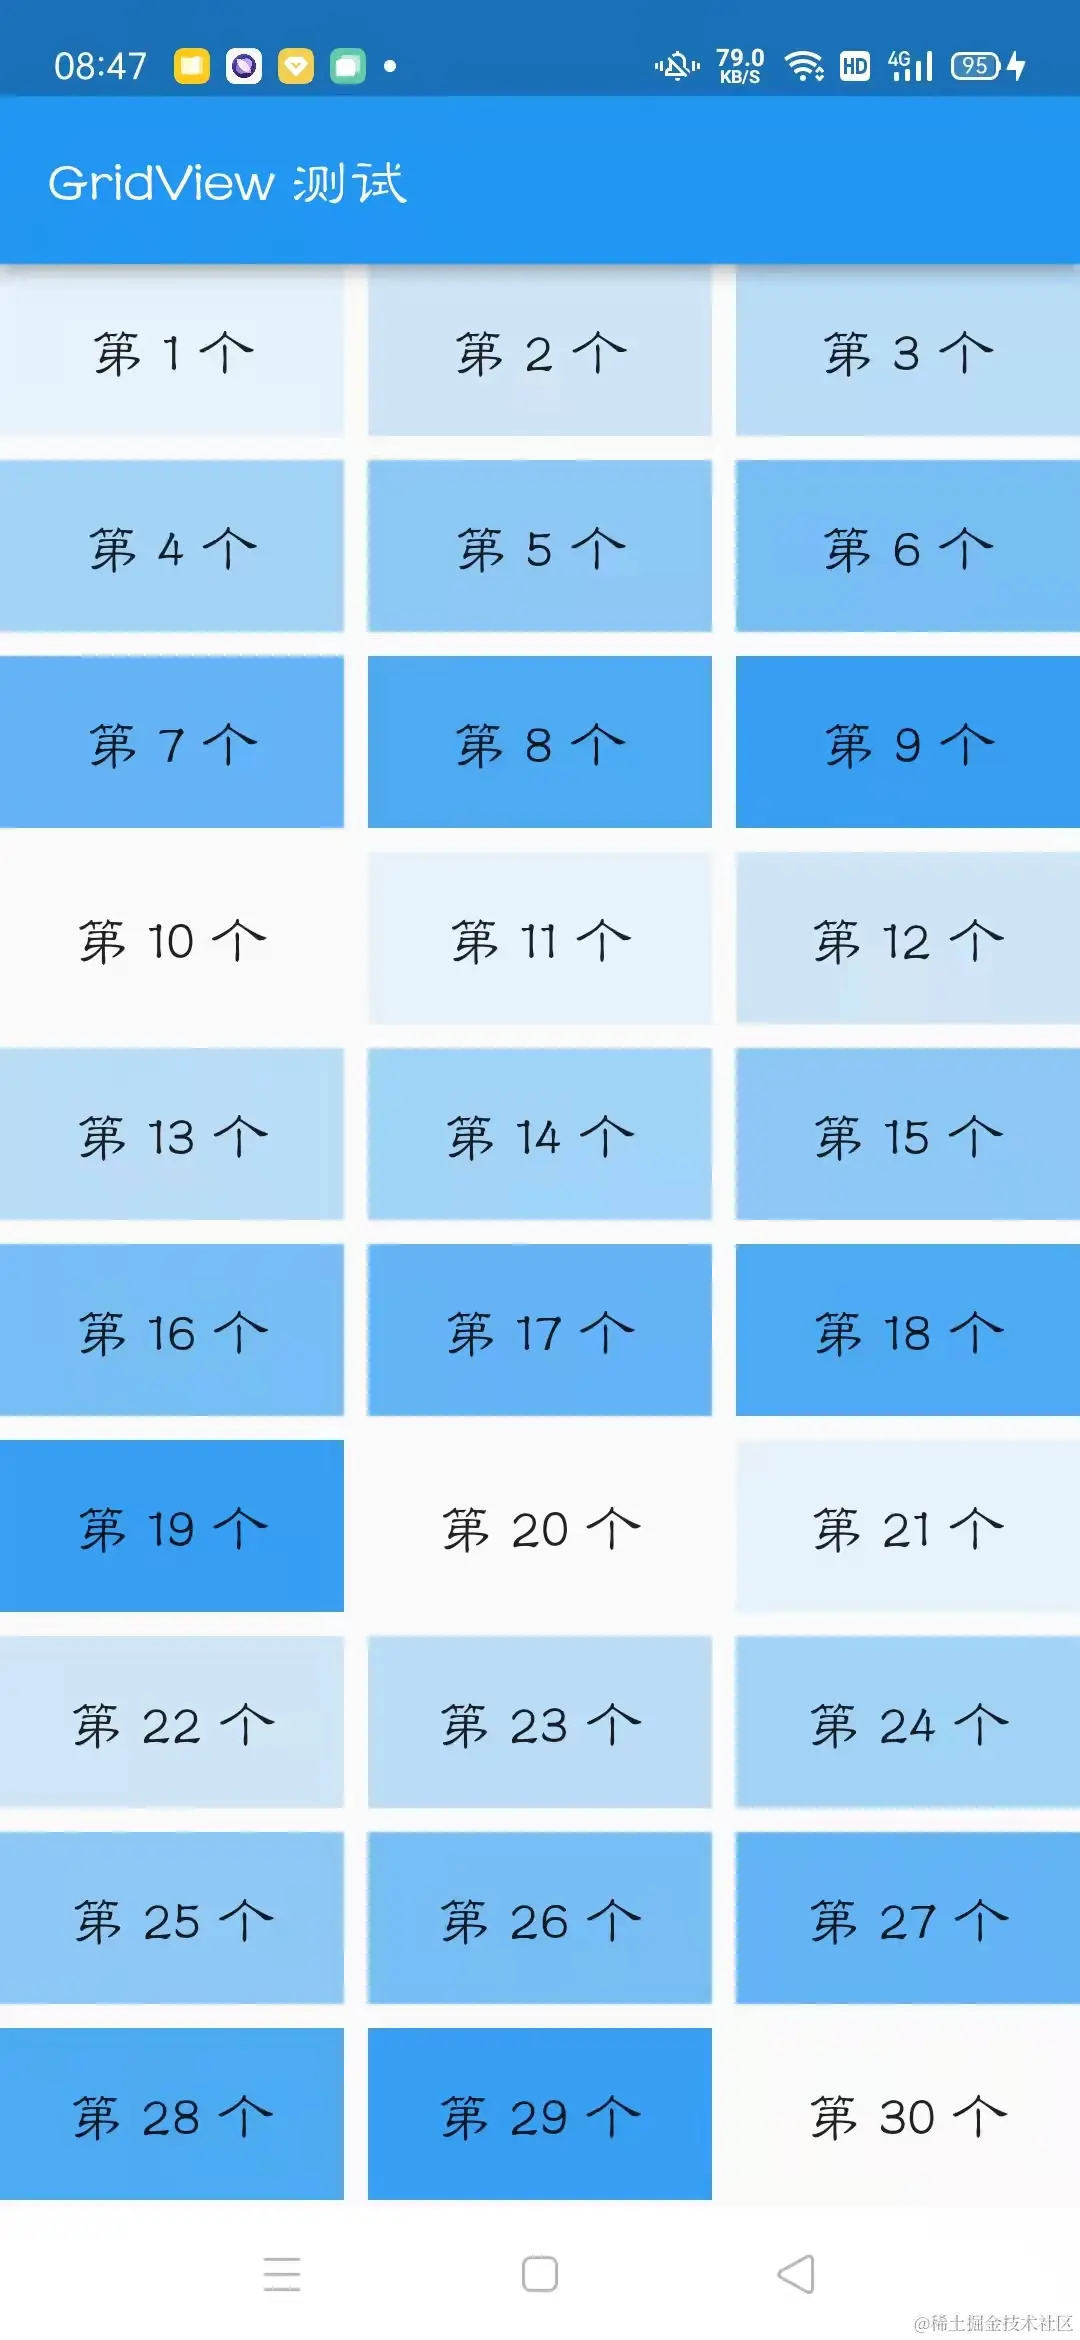 08:47 79.0 KB/S HD 4G 95
GridView 测试
第 1 个 第 2 个 第 3 个
第 4 个 第 5 个 第 6 个
第 7 个 第 8 个 第 9 个
第 10 个 第 11 个 第 12 个
第 13 个 第 14 个 第 15 个
第 16 个 第 17 个 第 18 个
第 19 个 第 20 个 第 21 个
第 22 个 第 23 个 第 24 个
第 25 个 第 26 个 第 27 个
第 28 个 第 29 个 第 30 个
@稀土掘金技术社区